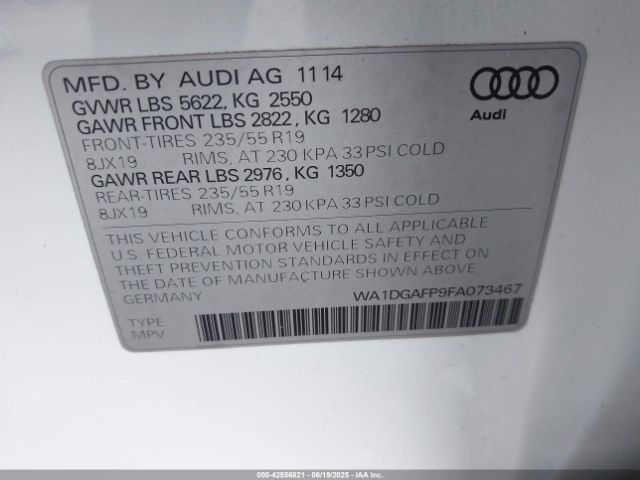 MFD. BY AUDI AG 11 14
GVWR LBS 5622, KG 2550
GAWR FRONT LBS 2822, KG 1280
FRONT-TIRES 235/55 R19
8JX19 RIMS, AT 230 KPA 33 PSI COLD
GAWR REAR LBS 2976, KG 1350
REAR-TIRES 235/55 R19
8JX19 RIMS, AT 230 KPA 33 PSI COLD
Audi
THIS VEHICLE CONFORMS TO ALL APPLICABLE
U.S. FEDERAL MOTOR VEHICLE SAFETY AND
THEFT PREVENTION STANDARDS IN EFFECT ON
THE DATE OF MANUFACTURE SHOWN ABOVE
GERMANY
WA1DGAFP9FA073467
TYPE:
MPV
000-42556821 - 06/19/2025 - IAAI.COM